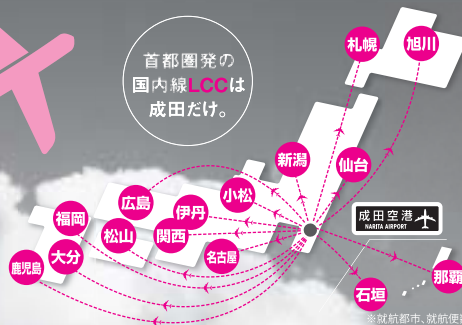 首都圏発の
国内線LCCは
成田だけ。
札幌
旭川
新潟
仙台
小松
広島
伊丹
福岡
松山
関西
名古屋
大分
鹿児島
成田空港
NARITA AIRPORT
那覇
石垣
※就航都市、就航便